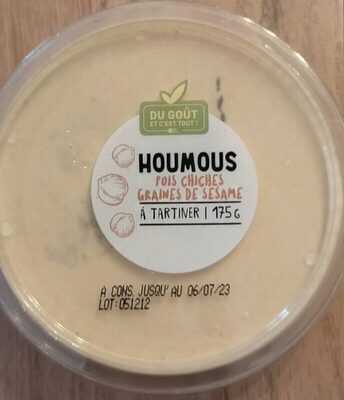 DU GOÛT
ET C'EST TOUT !
HOUMOUS
POIS CHICHES
GRAINES DE SESAME
À TARTINER | 175G
A CONS. JUSQU' AU 06/07/23
LOT:051212